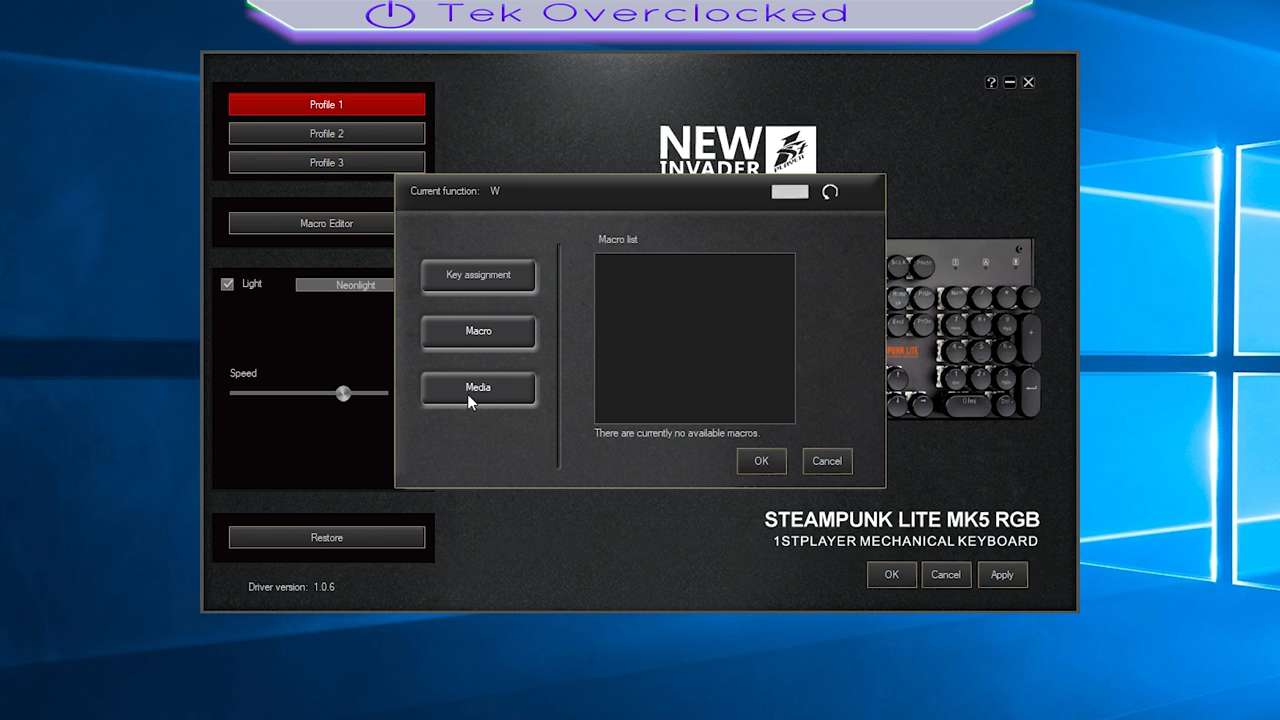 Tek Overclocked
Profile 1
Profile 2
Profile 3
NEW
INVADER
Current function: W
Macro Editor
Macro list
Key assignment
Light
Neonlight
Macro
Speed
PUNK LITE
Media
There are currently no available macros.
OK
Cancel
STEAMPUNK LITE MK5 RGB
1STPLAYER MECHANICAL KEYBOARD
Restore
OK
Cancel
Apply
Driver version: 1.0.6